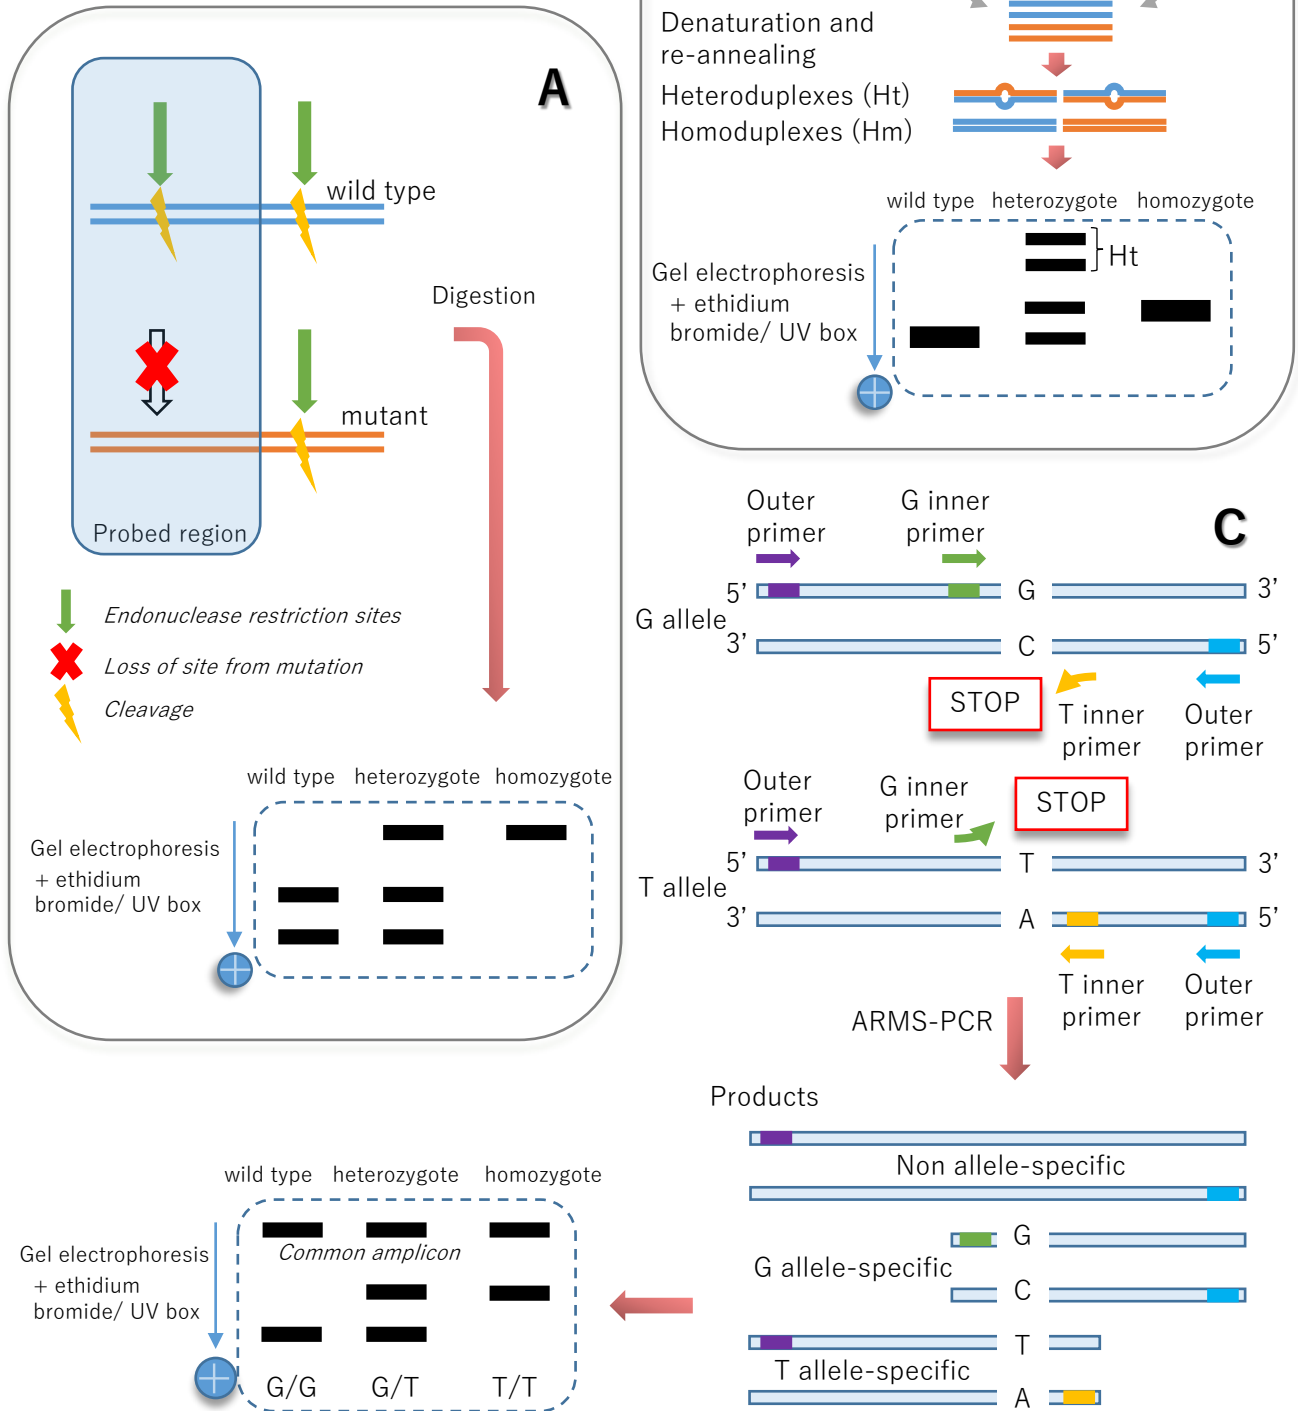 A
wild type
Digestion
mutant
Probed region
Endonuclease restriction sites
Loss of site from mutation
Cleavage
wild type heterozygote homozygote
Gel electrophoresis
+ ethidium
bromide/ UV box
Denaturation and
re-annealing
Heteroduplexes (Ht)
Homoduplexes (Hm)
wild type heterozygote homozygote
Ht
Gel electrophoresis
+ ethidium
bromide/ UV box
C
Outer
primer
G inner
primer
5’ G 3’
G allele
3’ C 5’
STOP
T inner
primer
Outer
primer
Outer
primer
G inner
primer
STOP
5’ T 3’
T allele
3’ A 5’
T inner
primer
Outer
primer
ARMS-PCR
Products
Non allele-specific
G
G allele-specific
C
T
T allele-specific
A
wild type heterozygote homozygote
Common amplicon
Gel electrophoresis
+ ethidium
bromide/ UV box
G/G G/T T/T